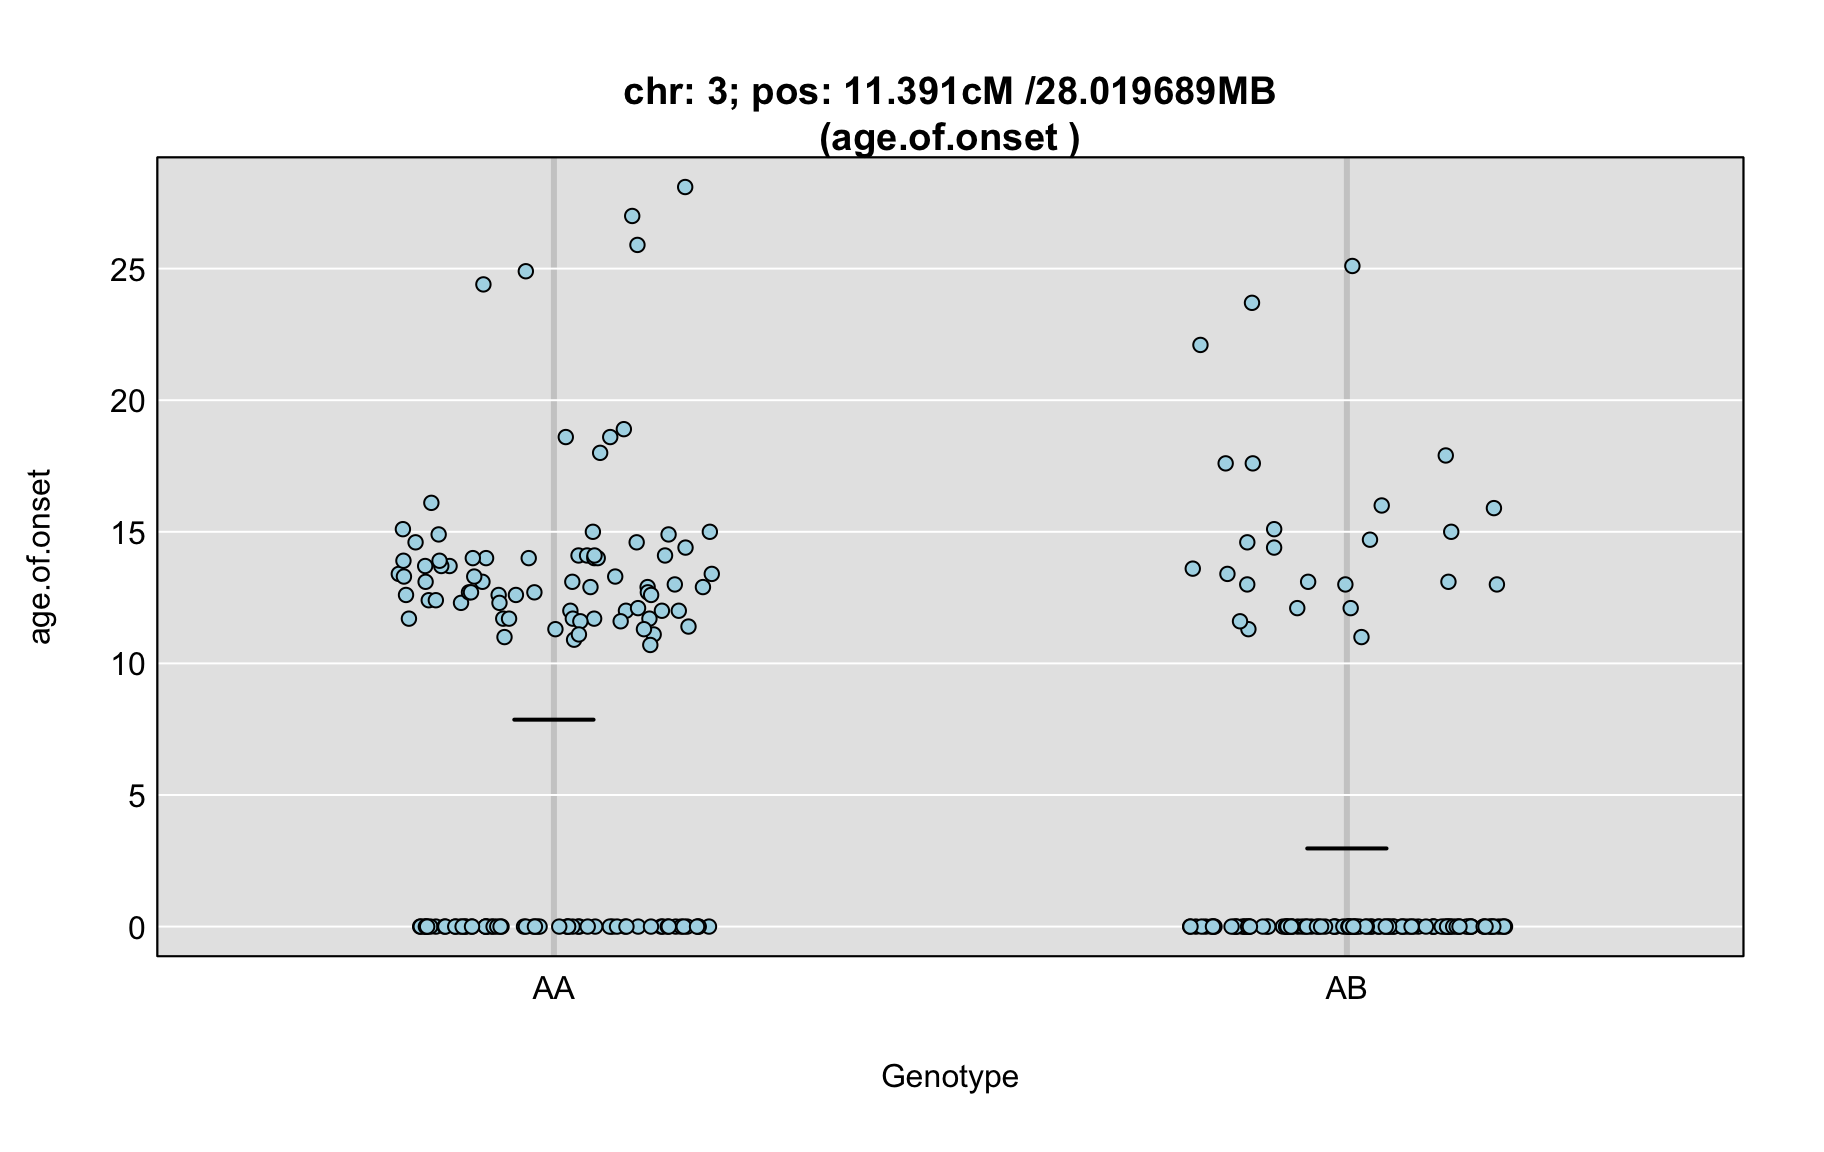 chr: 3; pos: 11.391cM /28.019689MB
(age.of.onset )
age.of.onset
25
20
15
10
5
0
AA
AB
Genotype